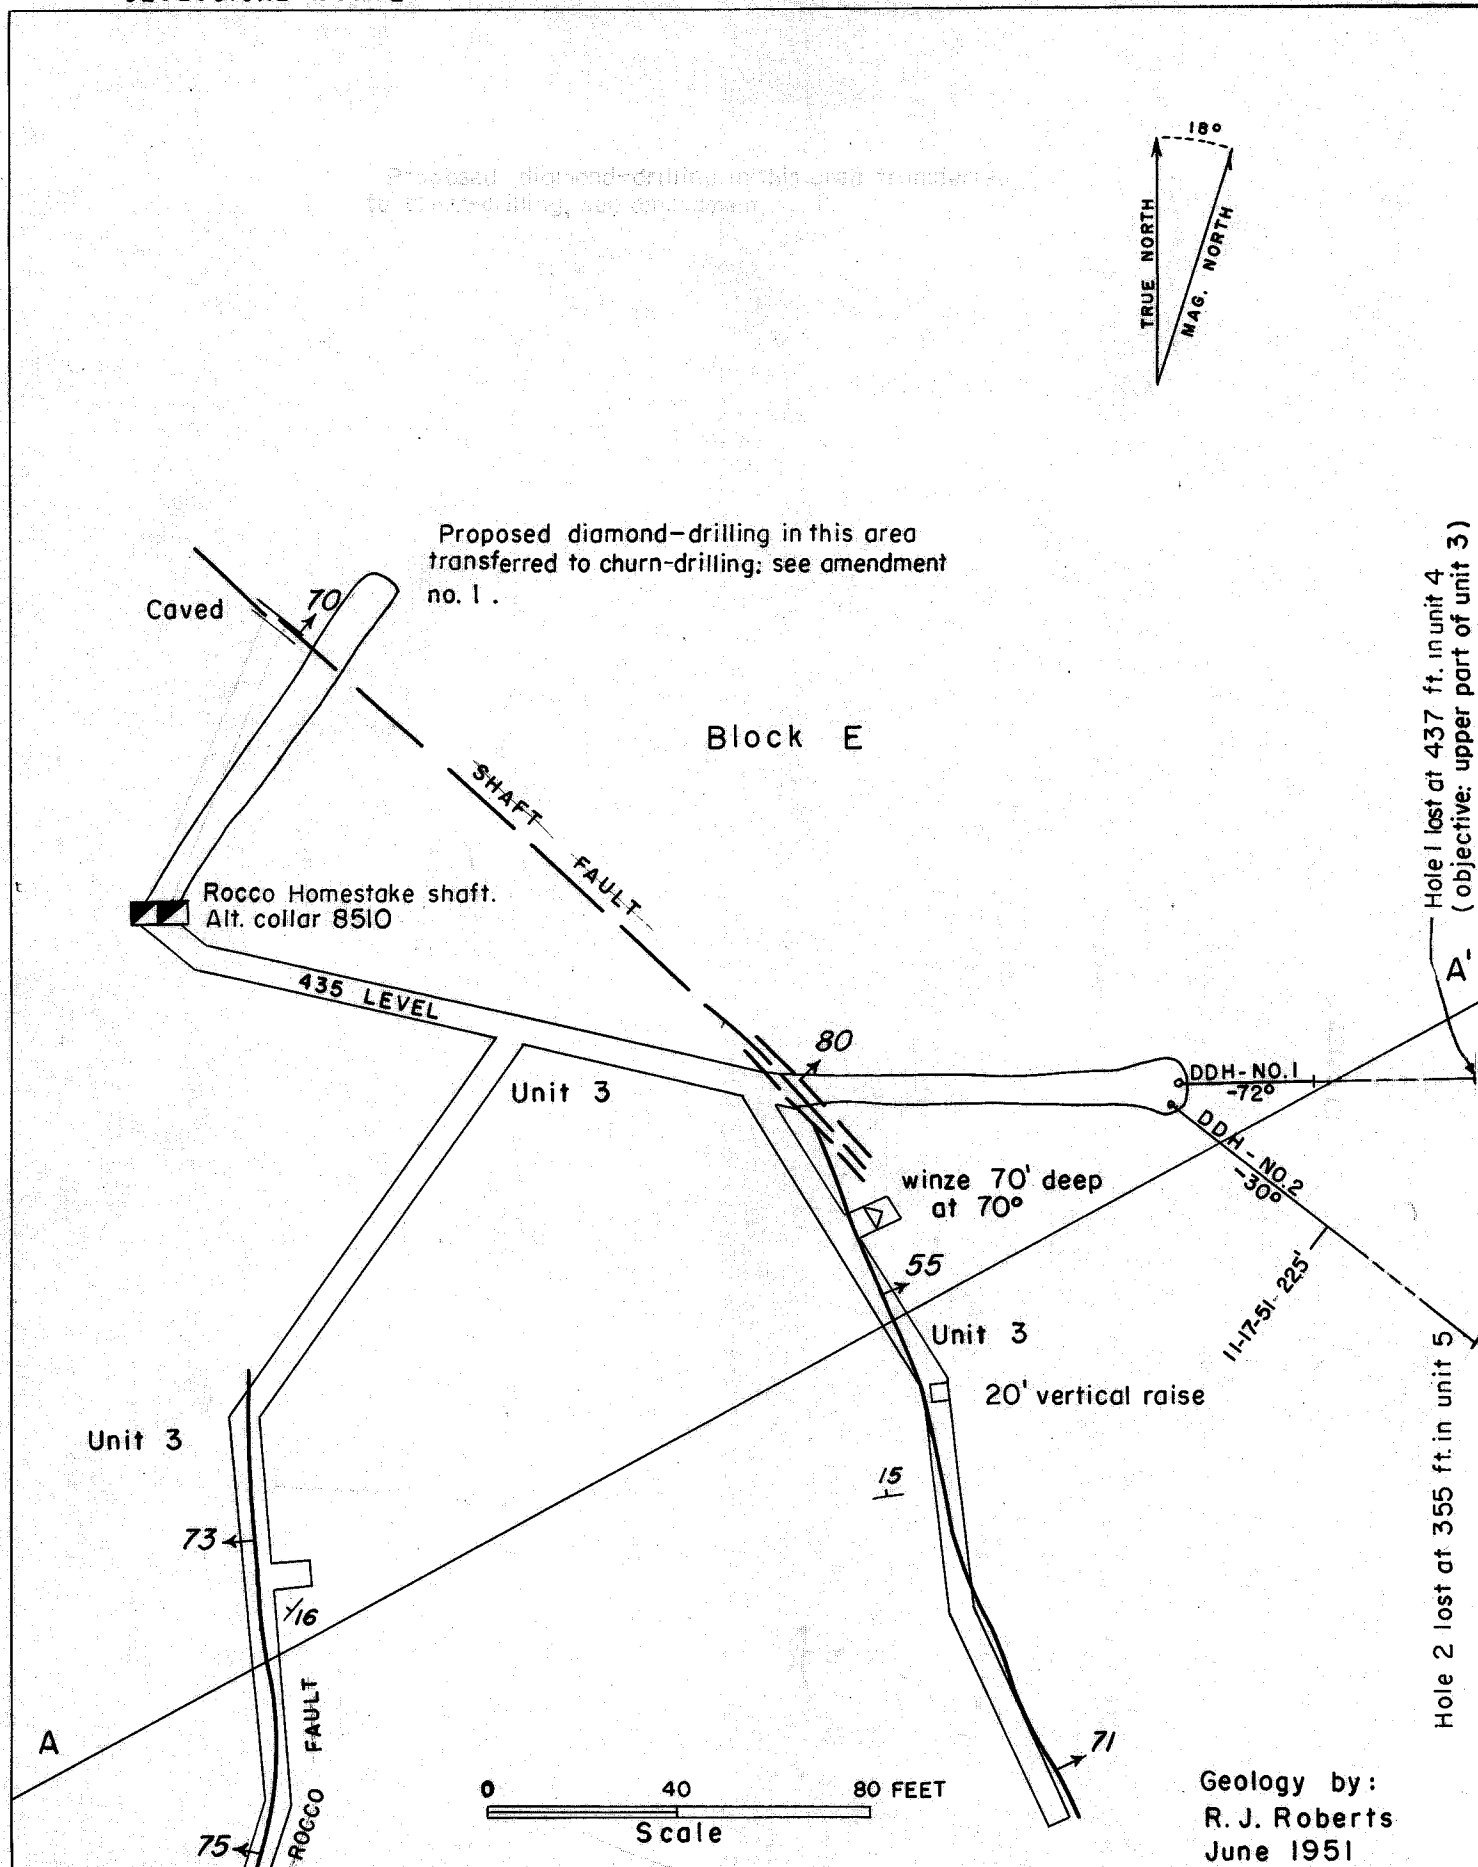 18°
TRUE NORTH
MAG. NORTH
Proposed diamond-drilling in this area
transferred to churn-drilling; see amendment
no. 1.
Caved
70
Block E
SHAFT FAULT
Rocco Homestake shaft.
Alt. collar 8510
435 LEVEL
Hole 1 lost at 437 ft. in unit 4
(objective: upper part of unit 3)
A'
80
Unit 3
DDH-NO.1
-72°
DDH-NO.2
-30°
winze 70' deep
at 70°
55
Unit 3
11-17-51-225'
20' vertical raise
Unit 3
15
73
16
Hole 2 lost at 355 ft. in unit 5
A
ROCCO FAULT
71
75
0 40 80 FEET
Scale
Geology by:
R. J. Roberts
June 1951